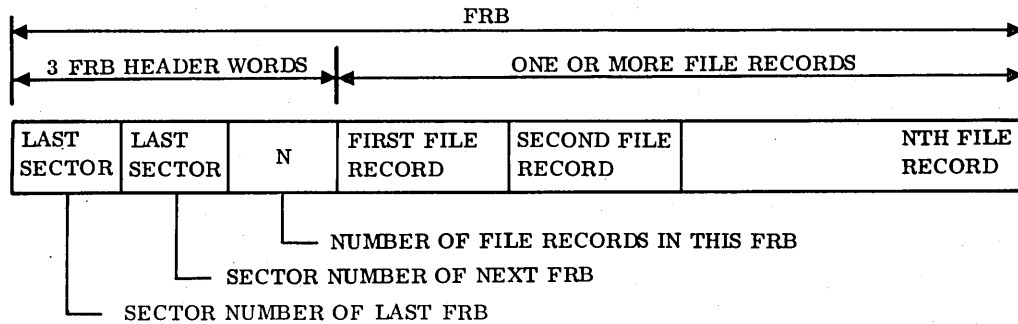 FRB
3 FRB HEADER WORDS
ONE OR MORE FILE RECORDS
LAST SECTOR
LAST SECTOR
N
FIRST FILE RECORD
SECOND FILE RECORD
NTH FILE RECORD
NUMBER OF FILE RECORDS IN THIS FRB
SECTOR NUMBER OF NEXT FRB
SECTOR NUMBER OF LAST FRB